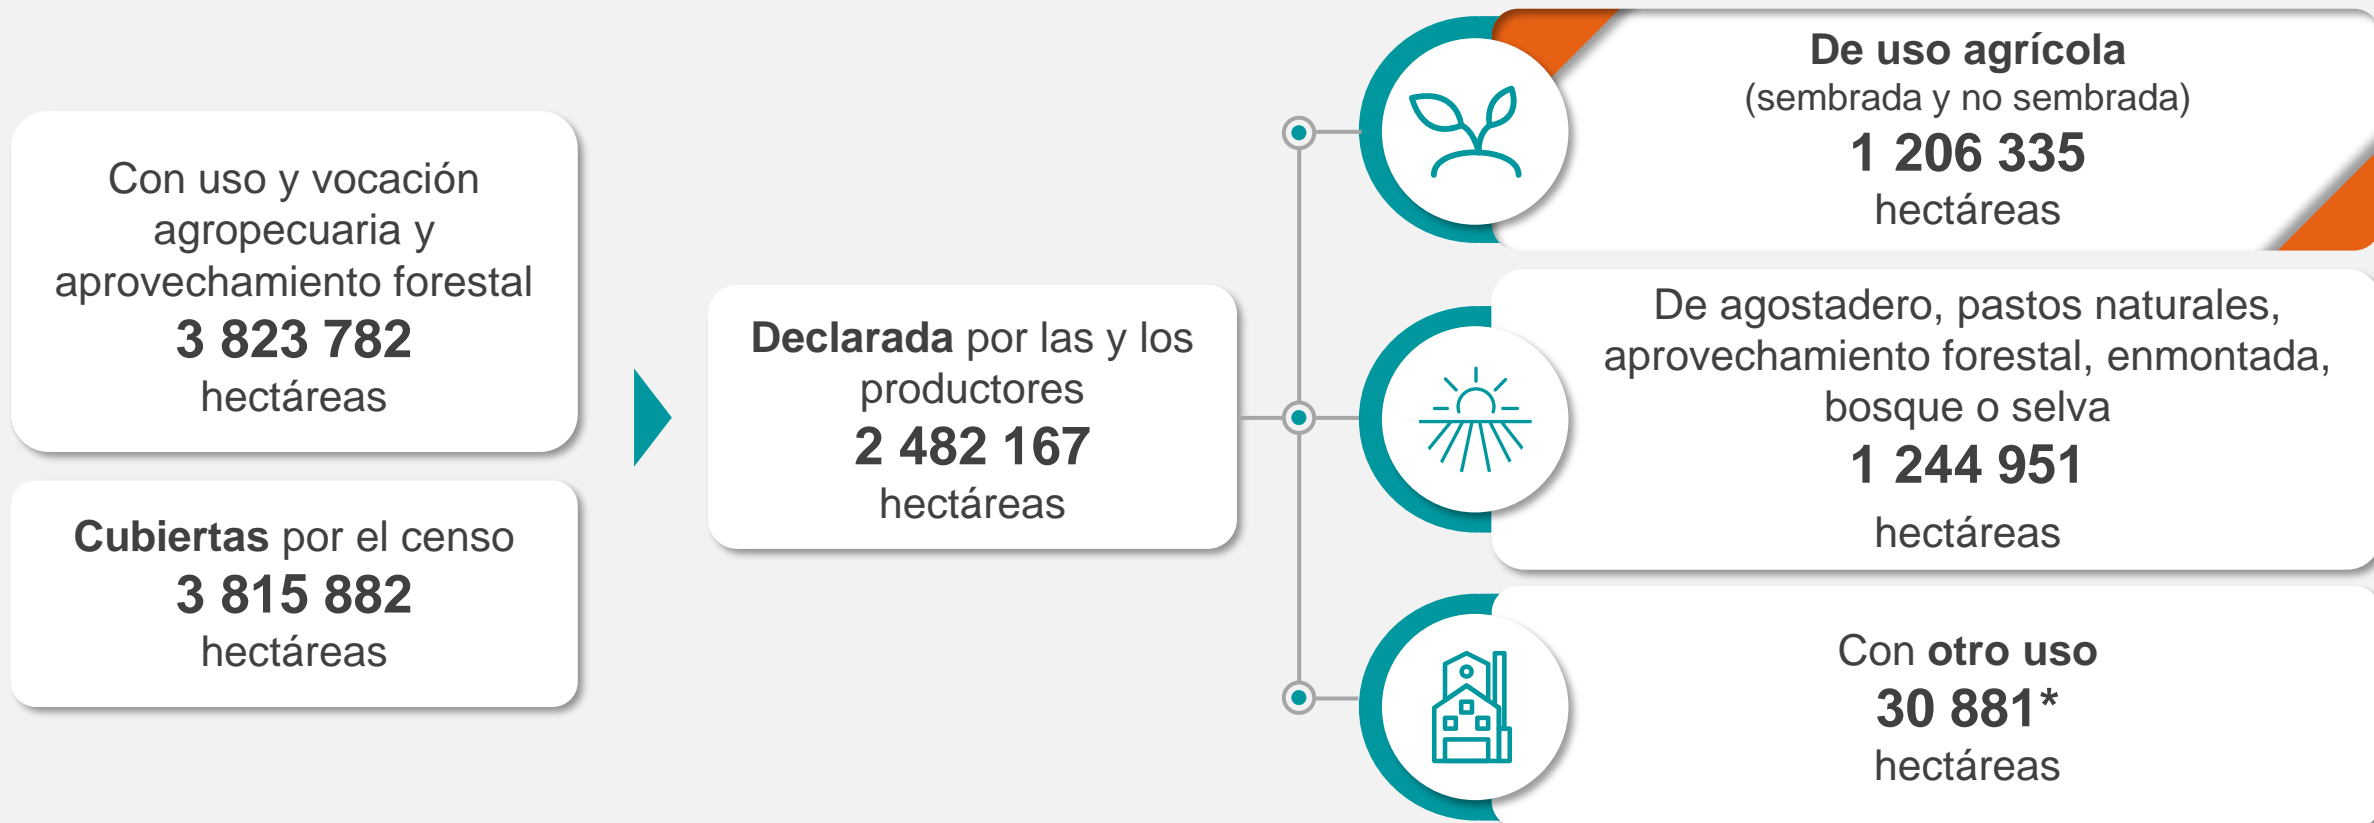 Con uso y vocación
agropecuaria y
aprovechamiento forestal
3 823 782
hectáreas
Cubiertas por el censo
3 815 882
hectáreas
Declarada por las y los
productores
2 482 167
hectáreas
De uso agrícola
(sembrada y no sembrada)
1 206 335
hectáreas
De agostadero, pastos naturales,
aprovechamiento forestal, enmontada,
bosque o selva
1 244 951
hectáreas
Con otro uso
30 881*
hectáreas